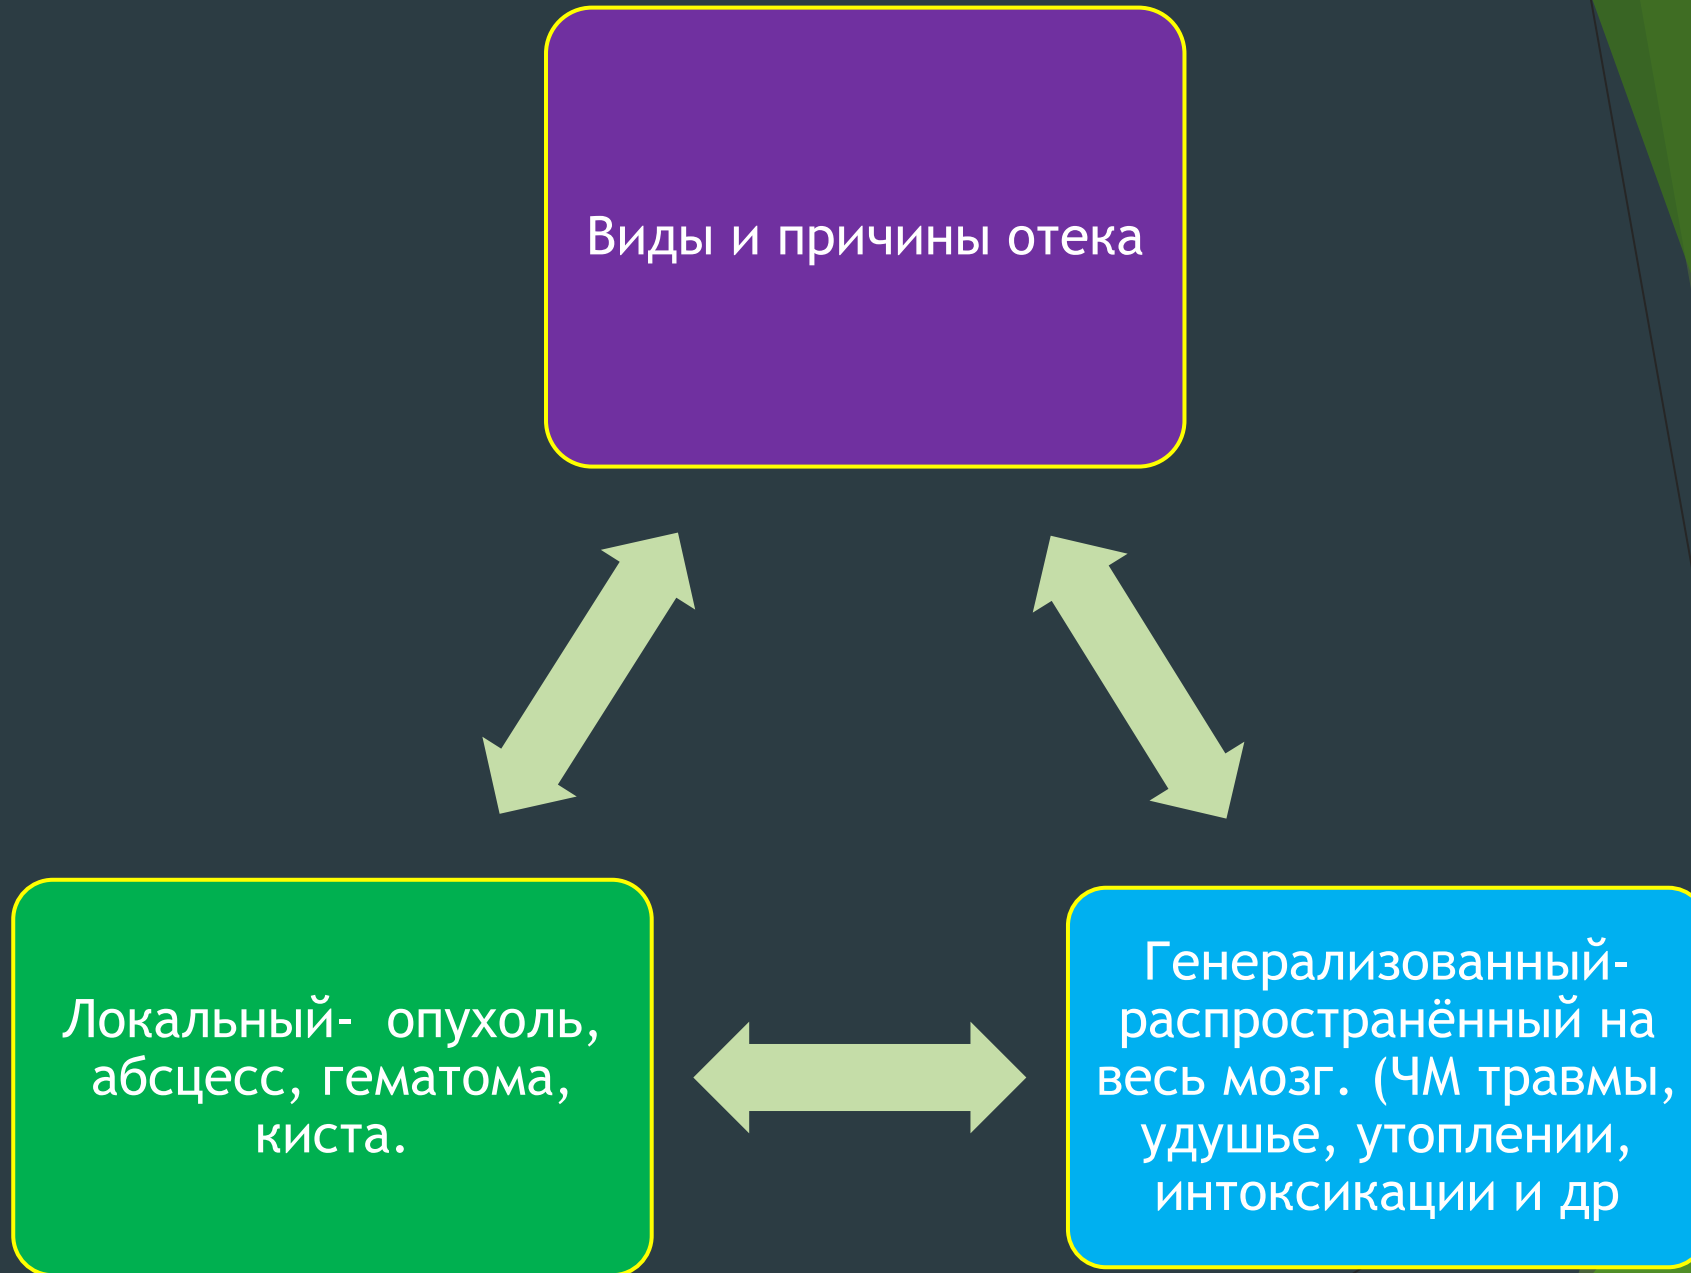 Виды и причины отека
Локальный-  опухоль,
абсцесс, гематома,
киста.
Генерализованный-
распространённый на
весь мозг. (ЧМ травмы,
удушье, утоплении,
интоксикации и др